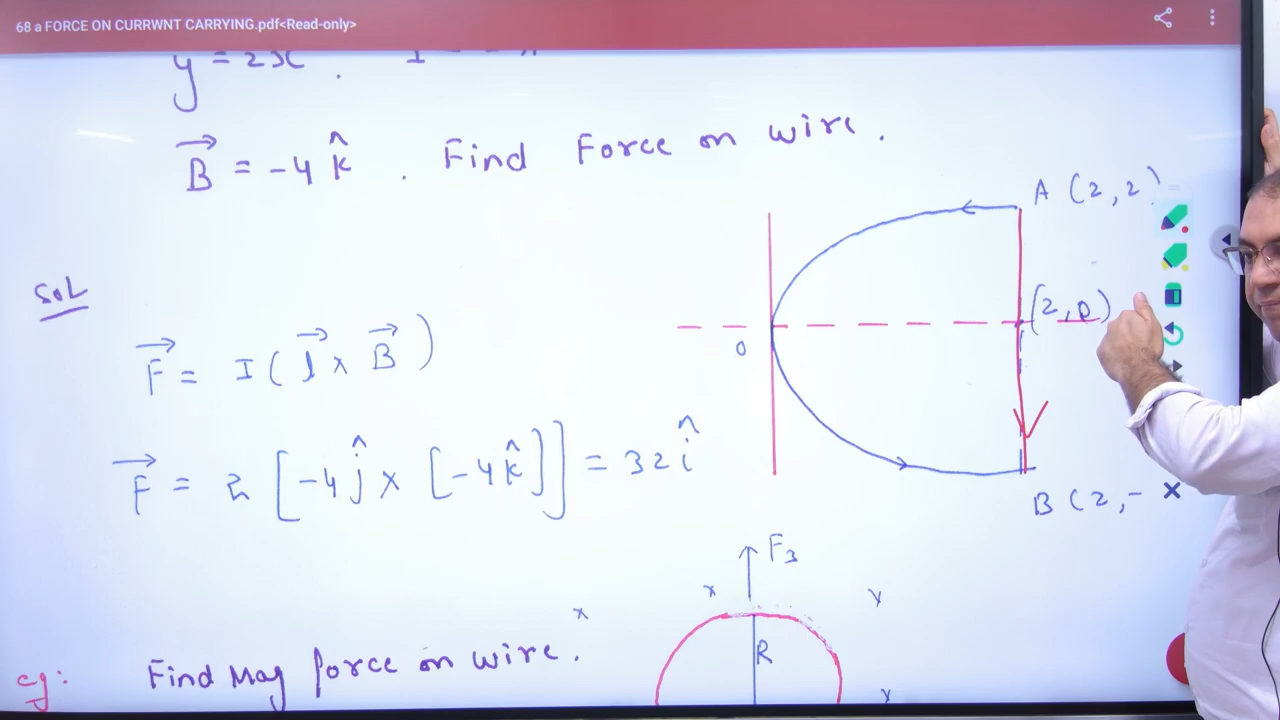 68 a FORCE ON CURRWNT CARRYING.pdf<Read-only>
y = 2x .
B⃗ = -4 k̂ . Find Force on wire.
A (2,2)
Sol
(2,0)
O
F⃗ = I ( l⃗ × B⃗ )
F⃗ = 2 [ -4 ĵ × [ -4 k̂ ] ] = 32 î
B (2, -
F₃
x
x
R
eg: Find Mag force on wire.